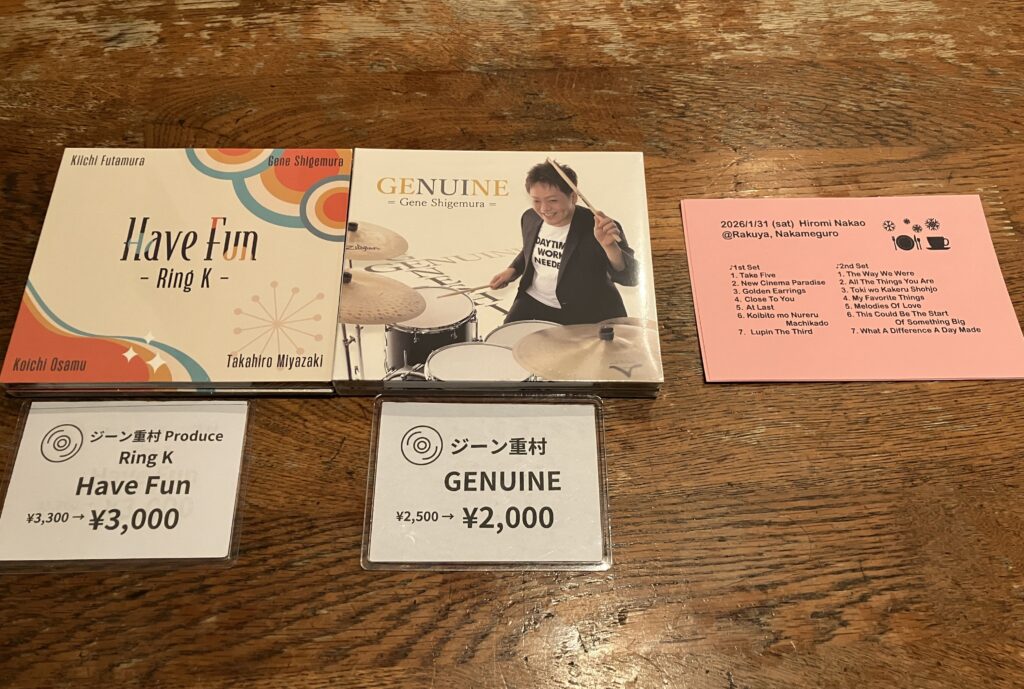 Kiichi Futamura
Gene Shigemura
Have Fun
– Ring K –
Koichi Osamu
Takahiro Miyazaki
GENUINE
= Gene Shigemura =
Zildjian
GENUINE
DAYTIME
WORK
NEEDED
2026/1/31 (sat) Hiromi Nakao
@Rakuya, Nakameguro
♪1st Set
1. Take Five
2. New Cinema Paradise
3. Golden Earrings
4. Close To You
5. At Last
6. Koibito mo Nureru
Machikado
7. Lupin The Third
♪2nd Set
1. The Way We Were
2. All The Things You Are
3. Toki wo Kakeru Shohjo
4. My Favorite Things
5. Melodies Of Love
6. This Could Be The Start
Of Something Big
7. What A Difference A Day Made
ジーン重村 Produce
Ring K
Have Fun
¥3,300 → ¥3,000
ジーン重村
GENUINE
¥2,500 → ¥2,000